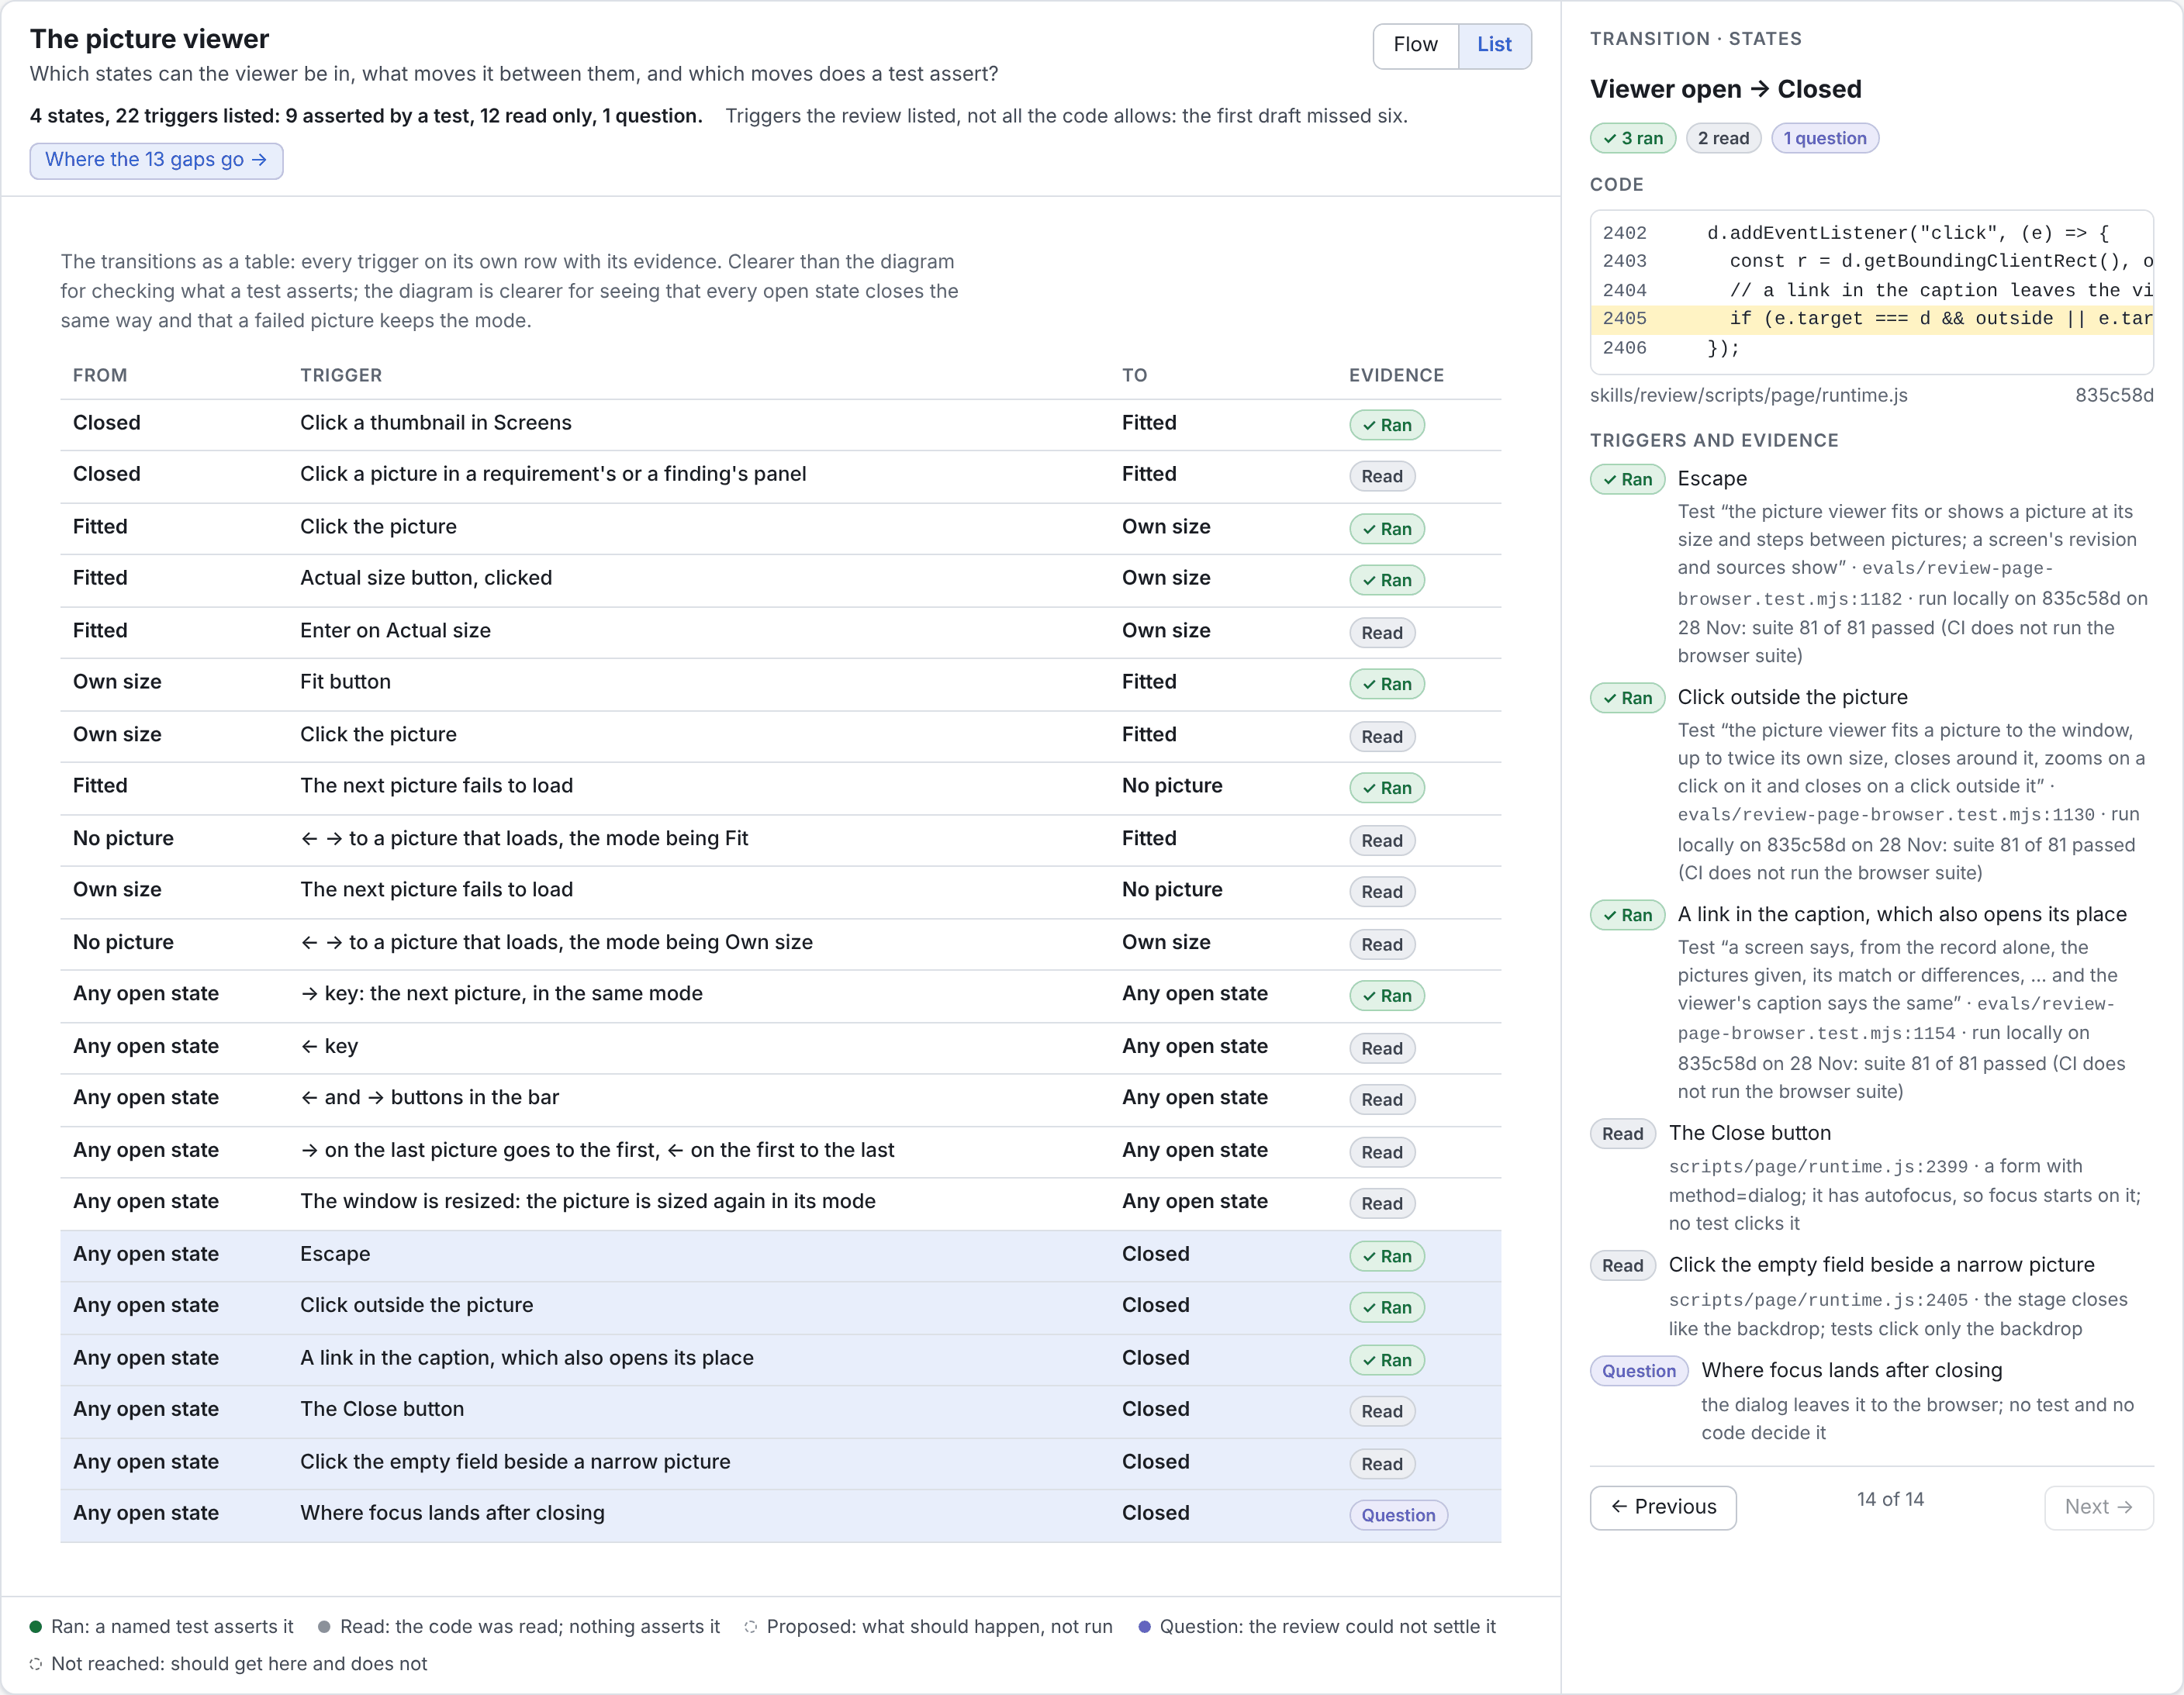 The picture viewer
Which states can the viewer be in, what moves it between them, and which moves does a test assert?
Flow
List
4 states, 22 triggers listed: 9 asserted by a test, 12 read only, 1 question. Triggers the review listed, not all the code allows: the first draft missed six.
Where the 13 gaps go →
The transitions as a table: every trigger on its own row with its evidence. Clearer than the diagram
for checking what a test asserts; the diagram is clearer for seeing that every open state closes the
same way and that a failed picture keeps the mode.
FROM TRIGGER TO EVIDENCE
Closed Click a thumbnail in Screens Fitted ✓ Ran
Closed Click a picture in a requirement's or a finding's panel Fitted Read
Fitted Click the picture Own size ✓ Ran
Fitted Actual size button, clicked Own size ✓ Ran
Fitted Enter on Actual size Own size Read
Own size Fit button Fitted ✓ Ran
Own size Click the picture Fitted Read
Fitted The next picture fails to load No picture ✓ Ran
No picture ← → to a picture that loads, the mode being Fit Fitted Read
Own size The next picture fails to load No picture Read
No picture ← → to a picture that loads, the mode being Own size Own size Read
Any open state → key: the next picture, in the same mode Any open state ✓ Ran
Any open state ← key Any open state Read
Any open state ← and → buttons in the bar Any open state Read
Any open state → on the last picture goes to the first, ← on the first to the last Any open state Read
Any open state The window is resized: the picture is sized again in its mode Any open state Read
Any open state Escape Closed ✓ Ran
Any open state Click outside the picture Closed ✓ Ran
Any open state A link in the caption, which also opens its place Closed ✓ Ran
Any open state The Close button Closed Read
Any open state Click the empty field beside a narrow picture Closed Read
Any open state Where focus lands after closing Closed Question
Ran: a named test asserts it Read: the code was read; nothing asserts it Proposed: what should happen, not run Question: the review could not settle it
Not reached: should get here and does not
TRANSITION · STATES
Viewer open → Closed
✓ 3 ran 2 read 1 question
CODE
2402 d.addEventListener("click", (e) => {
2403 const r = d.getBoundingClientRect(), o
2404 // a link in the caption leaves the vi
2405 if (e.target === d && outside || e.tar
2406 });
skills/review/scripts/page/runtime.js 835c58d
TRIGGERS AND EVIDENCE
✓ Ran Escape
Test “the picture viewer fits or shows a picture at its
size and steps between pictures; a screen's revision
and sources show” · evals/review-page-
browser.test.mjs:1182 · run locally on 835c58d on
28 Nov: suite 81 of 81 passed (CI does not run the
browser suite)
✓ Ran Click outside the picture
Test “the picture viewer fits a picture to the window,
up to twice its own size, closes around it, zooms on a
click on it and closes on a click outside it” ·
evals/review-page-browser.test.mjs:1130 · run
locally on 835c58d on 28 Nov: suite 81 of 81 passed
(CI does not run the browser suite)
✓ Ran A link in the caption, which also opens its place
Test “a screen says, from the record alone, the
pictures given, its match or differences, … and the
viewer's caption says the same” · evals/review-
page-browser.test.mjs:1154 · run locally on
835c58d on 28 Nov: suite 81 of 81 passed (CI does
not run the browser suite)
Read The Close button
scripts/page/runtime.js:2399 · a form with
method=dialog; it has autofocus, so focus starts on it;
no test clicks it
Read Click the empty field beside a narrow picture
scripts/page/runtime.js:2405 · the stage closes
like the backdrop; tests click only the backdrop
Question Where focus lands after closing
the dialog leaves it to the browser; no test and no
code decide it
← Previous 14 of 14 Next →